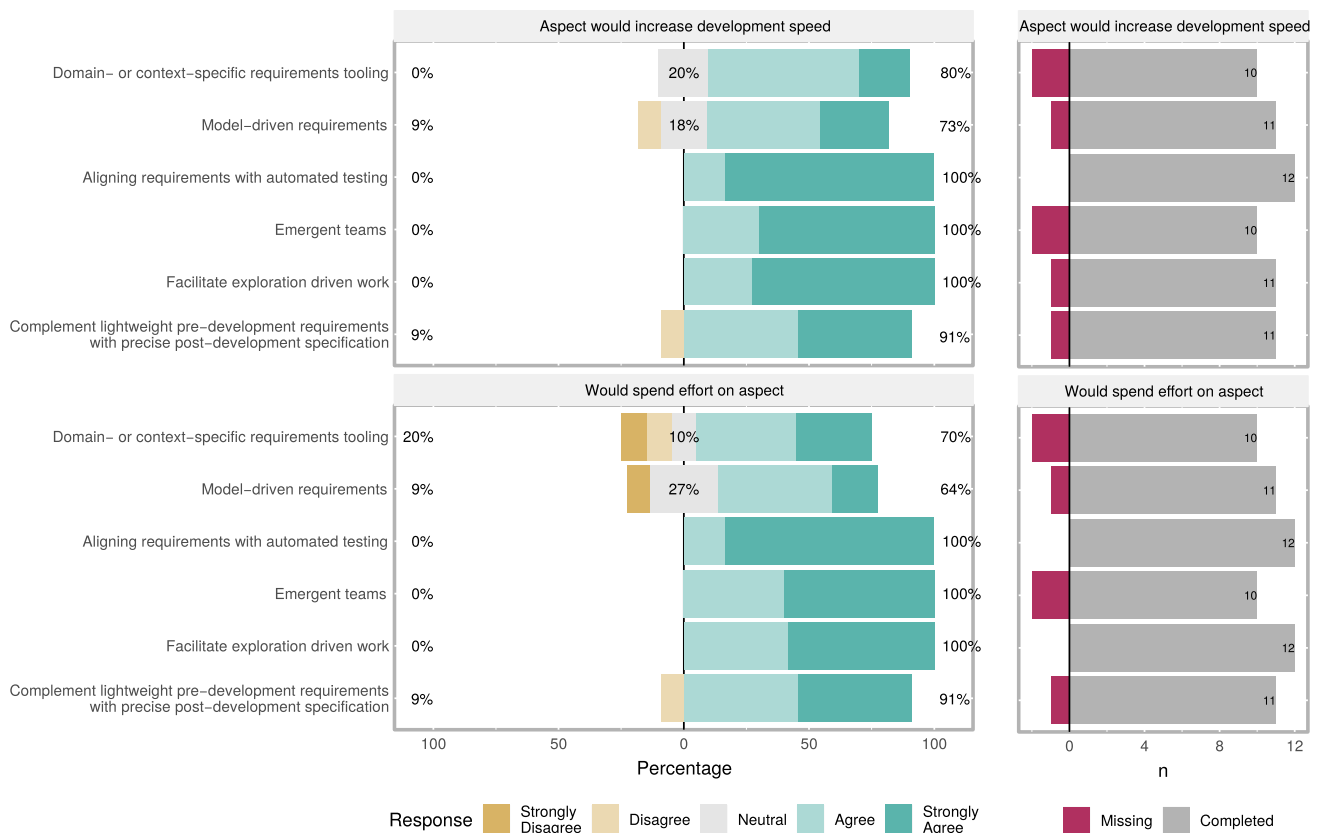 Aspect would increase development speed
Aspect would increase development speed
Domain− or context−specific requirements tooling 0% 20% 80% 10
Model−driven requirements 9% 18% 73% 11
Aligning requirements with automated testing 0% 100% 12
Emergent teams 0% 100% 10
Facilitate exploration driven work 0% 100% 11
Complement lightweight pre−development requirements
with precise post−development specification 9% 91% 11
Would spend effort on aspect
Would spend effort on aspect
Domain− or context−specific requirements tooling 20% 10% 70% 10
Model−driven requirements 9% 27% 64% 11
Aligning requirements with automated testing 0% 100% 12
Emergent teams 0% 100% 10
Facilitate exploration driven work 0% 100% 12
Complement lightweight pre−development requirements
with precise post−development specification 9% 91% 11
100 50 0 50 100
0 4 8 12
Percentage
n
Response Strongly
Disagree Disagree Neutral Agree Strongly
Agree
Missing Completed